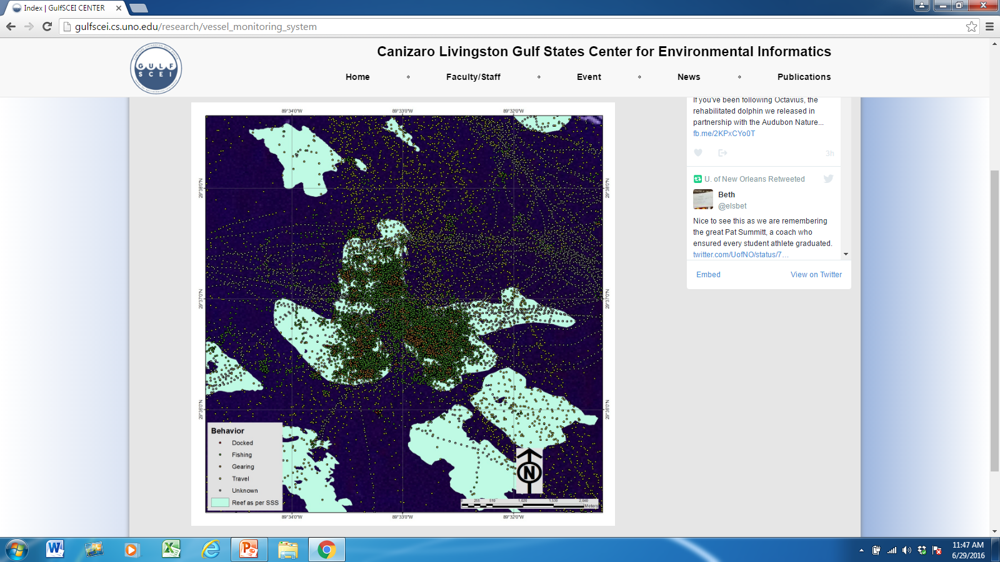 Index | GulfSCEI CENTER
gulfscei.cs.uno.edu/research/vessel_monitoring_system
GULF
SCEI
Canizaro Livingston Gulf States Center for Environmental Informatics
Home
Faculty/Staff
Event
News
Publications
89°34'0"W
89°33'0"W
89°32'0"W
29°38'0"N
29°38'0"N
29°37'0"N
29°37'0"N
29°36'0"N
29°36'0"N
Behavior
Docked
Fishing
Gearing
Travel
Unknown
Reef as per SSS
N
0 255 510 1,020 1,530 2,040
Meters
89°34'0"W
89°33'0"W
89°32'0"W
If you've been following Octavius, the
rehabilitated dolphin we released in
partnership with the Audubon Nature...
fb.me/2KPxCYo0T
3h
U. of New Orleans Retweeted
Beth
@elsbet
Nice to see this as we are remembering
the great Pat Summitt, a coach who
ensured every student athlete graduated.
twitter.com/UofNO/status/7…
Embed
View on Twitter
11:47 AM
6/29/2016